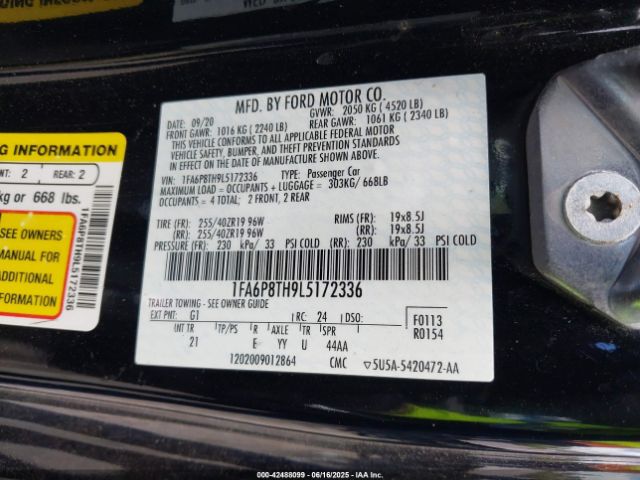 MFD. BY FORD MOTOR CO.
DATE: 09/20
GVWR: 2050 KG (4520 LB)
FRONT GAWR: 1016 KG (2240 LB)
REAR GAWR: 1061 KG (2340 LB)
THIS VEHICLE CONFORMS TO ALL APPLICABLE FEDERAL MOTOR
VEHICLE SAFETY, BUMPER, AND THEFT PREVENTION STANDARDS
IN EFFECT ON THE DATE OF MANUFACTURE SHOWN ABOVE.
VIN: 1FA6P8TH9L5172336
TYPE: Passenger Car
MAXIMUM LOAD = OCCUPANTS + LUGGAGE = 303KG/ 668LB
OCCUPANTS = 4 TOTAL: 2 FRONT, 2 REAR
TIRE (FR): 255/40ZR19 96W RIMS (FR): 19x8.5J
(RR): 255/40ZR19 96W (RR): 19x8.5J
PRESSURE (FR): 230 kPa/ 33 PSI COLD (RR): 230 kPa/ 33 PSI COLD
1FA6P8TH9L5172336
TRAILER TOWING - SEE OWNER GUIDE
EXT PNT: G1 RC: 24 DSO: F0113
R0154
INT TR TP/PS R AXLE TR SPR
21 E YY U 44AA
1202009012864 CMC 5U5A-5420472-AA
NG INFORMATION
NT: 2 REAR: 2
kg or 668 lbs.
SEE OWNERS
MANUAL FOR
ADDITIONAL
1FA6P8TH9L5172336
000-42488099 - 06/16/2025 - IAA Inc.